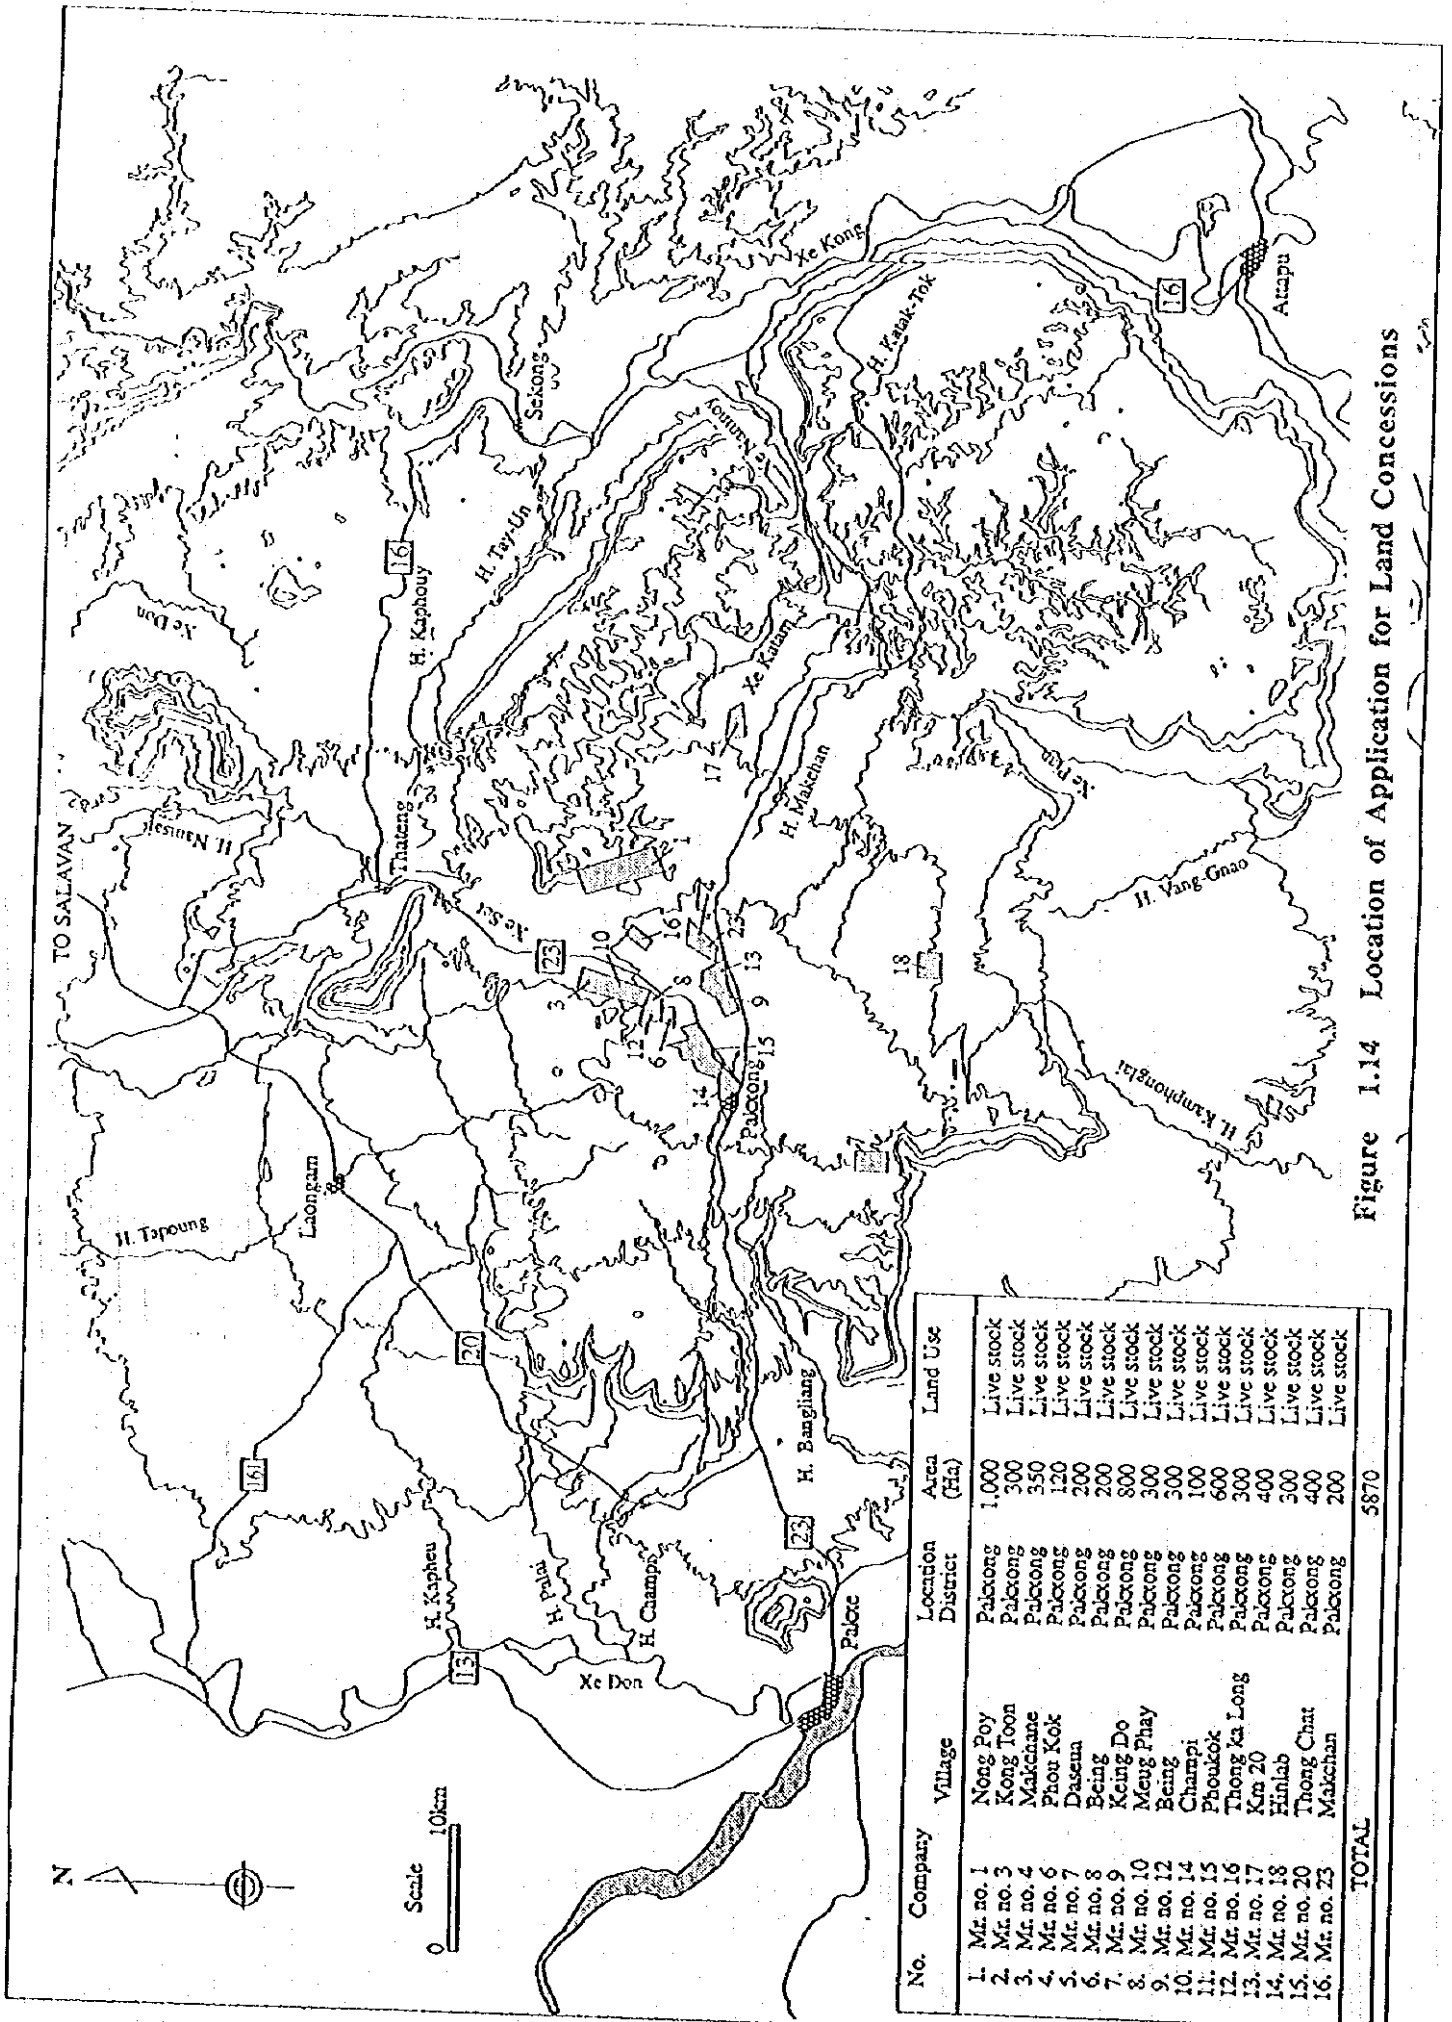 TO SALAVAN
N
Scale
0 10km
Xe Don
H. Namsai
H. Tapoung
Laongam
16
H. Kaphouy
H. Tay-Un
Sekong
Thateng
Xe Set
23
20
16
13
H. Kapheu
H. Palai
H. Champi
Xe Don
Xe Kong
Xe Namnoy
H. Katak-Tok
Xe Katam
H. Makchan
Xe Pian
H. Vang-Gnao
H. Kamphonglai
16
Attapu
3
10
12
6
8
16
1
23
13
9
15
14
17
18
Pakxong
H. Bangliang
23
Pakxe
No. Company Village Location District Area (Ha) Land Use
1. Mr. no. 1 Nong Poy Pakxong 1,000 Live stock
2. Mr. no. 3 Kong Toon Pakxong 300 Live stock
3. Mr. no. 4 Makchane Pakxong 350 Live stock
4. Mr. no. 6 Phou Kok Pakxong 120 Live stock
5. Mr. no. 7 Daseua Pakxong 200 Live stock
6. Mr. no. 8 Being Pakxong 200 Live stock
7. Mr. no. 9 Keing Do Pakxong 800 Live stock
8. Mr. no. 10 Meug Phay Pakxong 300 Live stock
9. Mr. no. 12 Being Pakxong 300 Live stock
10. Mr. no. 14 Champi Pakxong 100 Live stock
11. Mr. no. 15 Phoukok Pakxong 600 Live stock
12. Mr. no. 16 Thong ka Long Pakxong 300 Live stock
13. Mr. no. 17 Km 20 Pakxong 400 Live stock
14. Mr. no. 18 Hinlab Pakxong 300 Live stock
15. Mr. no. 20 Thong Chat Pakxong 400 Live stock
16. Mr. no. 23 Makchan Pakxong 200 Live stock
TOTAL 5870
Figure 1.14 Location of Application for Land Concessions